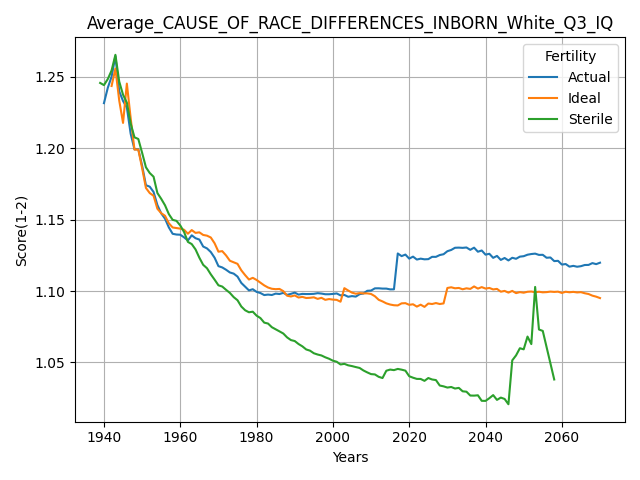 Average_CAUSE_OF_RACE_DIFFERENCES_INBORN_White_Q3_IQ
Fertility
Actual
Ideal
Sterile
Score(1-2)
1.25
1.20
1.15
1.10
1.05
1940 1960 1980 2000 2020 2040 2060
Years